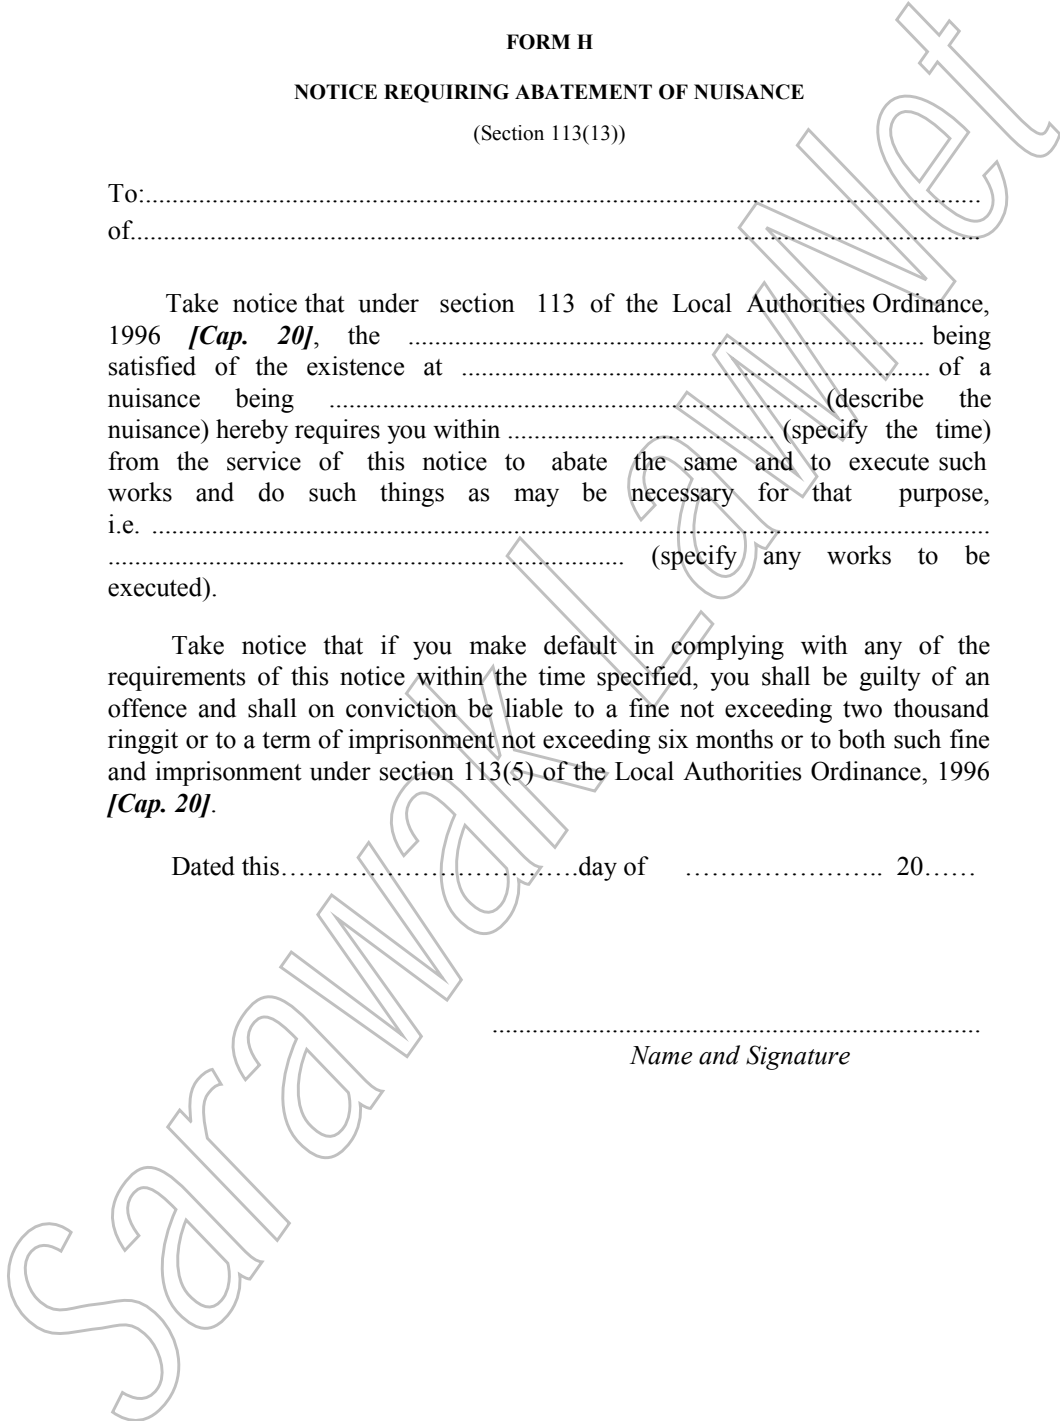 FORM H
NOTICE REQUIRING ABATEMENT OF NUISANCE
(Section 113(13))
To:.............................................................................................................................
of...............................................................................................................................
Take notice that under section 113 of the Local Authorities Ordinance,
1996 [Cap. 20], the ............................................................................. being
satisfied of the existence at ...................................................................... of a
nuisance being ......................................................................... (describe the
nuisance) hereby requires you within ........................................ (specify the time)
from the service of this notice to abate the same and to execute such
works and do such things as may be necessary for that purpose,
i.e. .............................................................................................................................
............................................................................. (specify any works to be
executed).
Take notice that if you make default in complying with any of the
requirements of this notice within the time specified, you shall be guilty of an
offence and shall on conviction be liable to a fine not exceeding two thousand
ringgit or to a term of imprisonment not exceeding six months or to both such fine
and imprisonment under section 113(5) of the Local Authorities Ordinance, 1996
[Cap. 20].
Dated this…………………………….day of ………………….. 20……
.........................................................................
Name and Signature
Sarawak LawNet